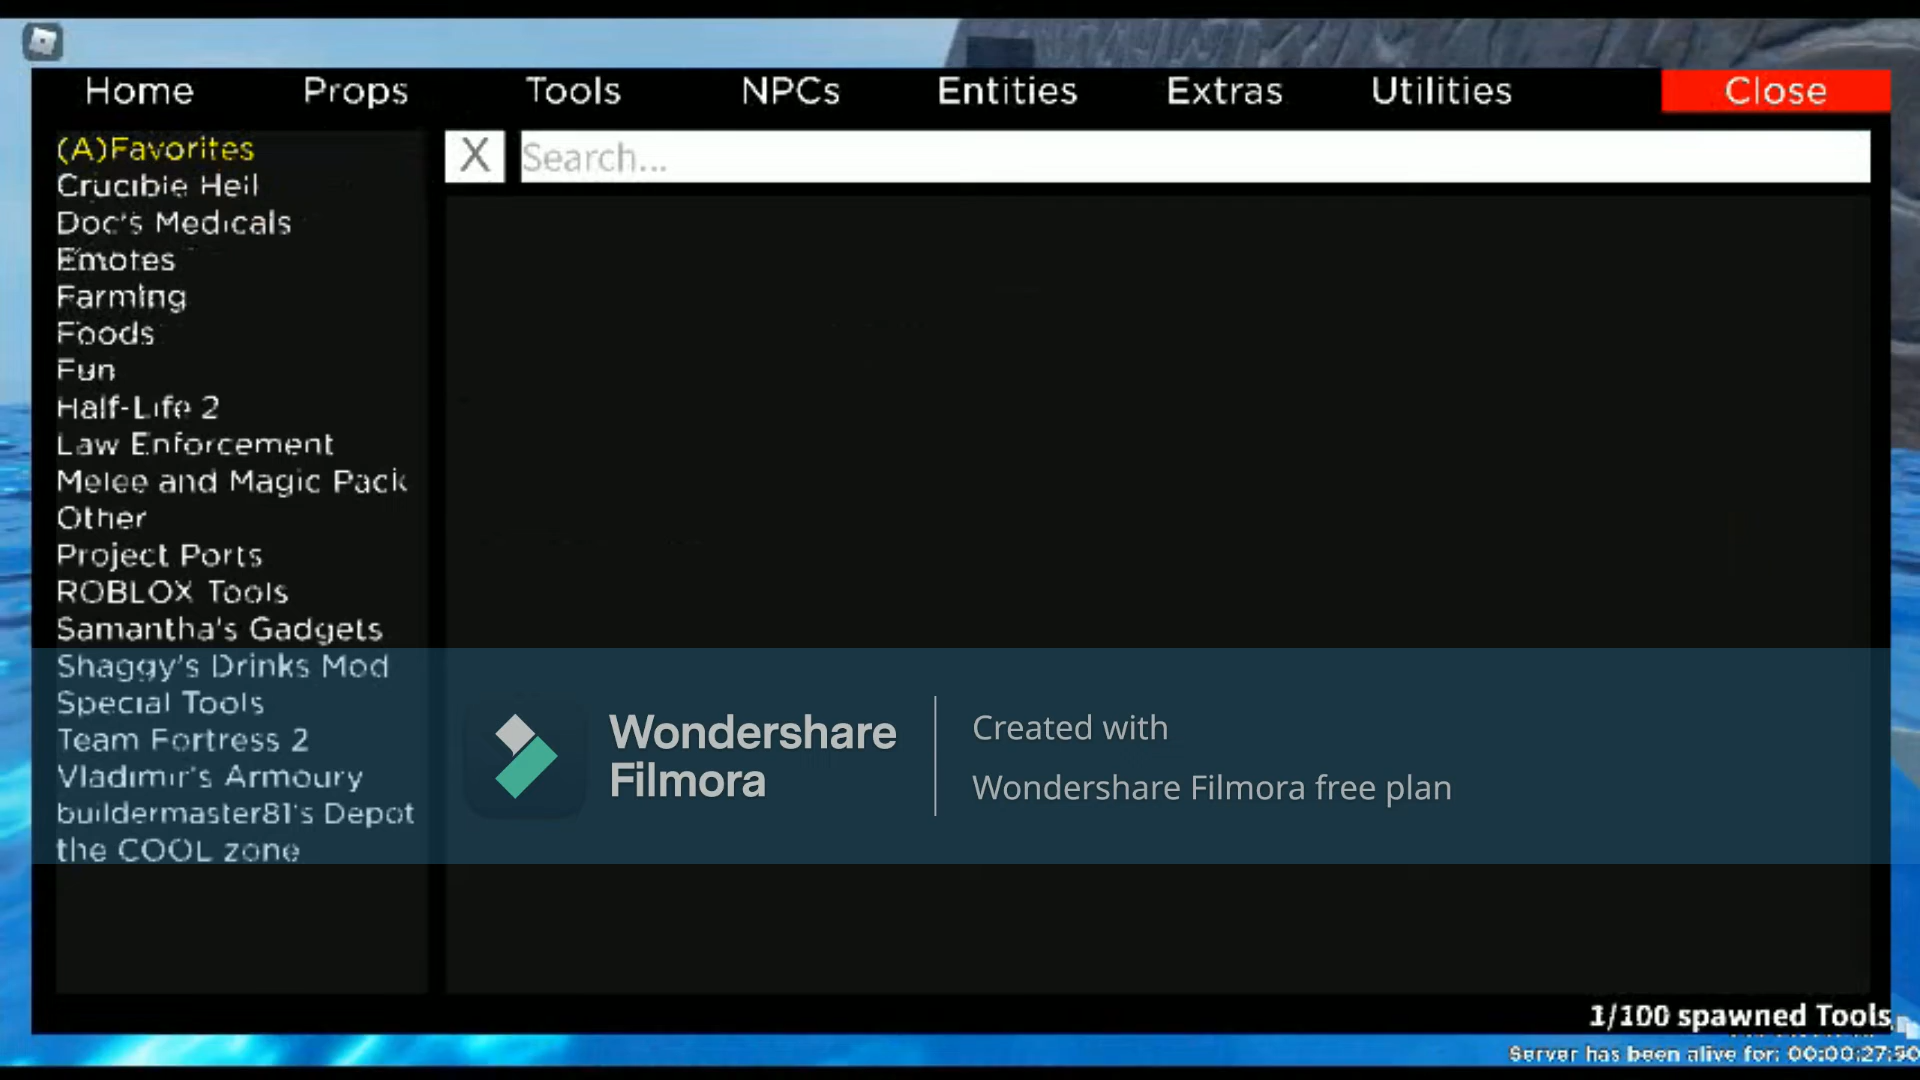 Home Props Tools NPCs Entities Extras Utilities Close
(A)Favorites
X Search...
Crucible Hell
Doc's Medicals
Emotes
Farming
Foods
Fun
Half-Life 2
Law Enforcement
Melee and Magic Pack
Other
Project Ports
ROBLOX Tools
Samantha's Gadgets
Shaggy's Drinks Mod
Special Tools
Team Fortress 2
Vladimir's Armoury
buildermaster81's Depot
the COOL zone
Wondershare
Filmora
Created with
Wondershare Filmora free plan
1/100 spawned Tools
Server has been alive for: 00:00:27:50